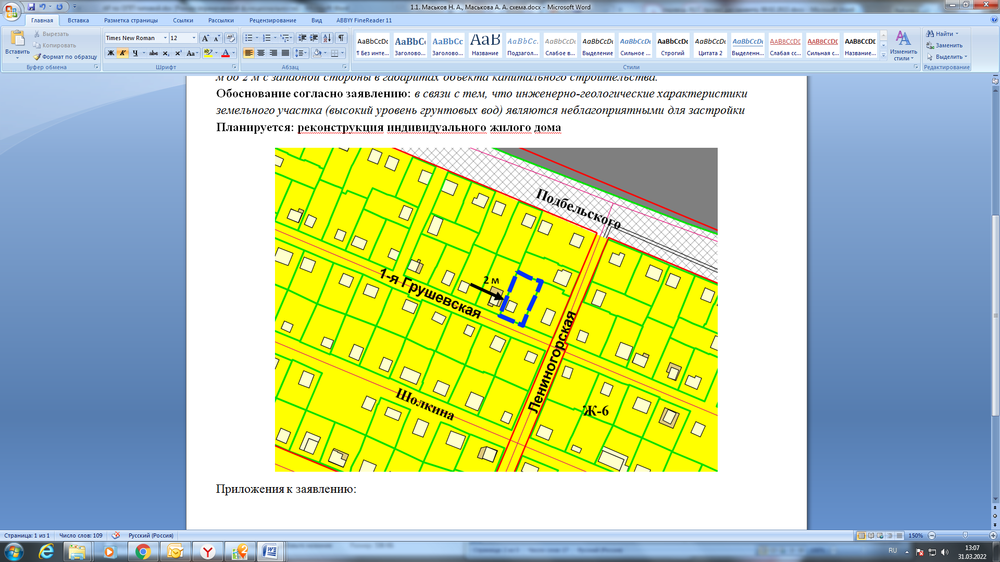 1.1. Маськов Н. А., Маськова А. А. схема.docx - Microsoft Word
Главная Вставка Разметка страницы Ссылки Рассылки Рецензирование Вид ABBYY FineReader 11
Вставить
Вырезать
Копировать
Формат по образцу
Буфер обмена
Times New Roman 12
Ж К Ч abc x₂ x² Aa
Шрифт
Абзац
AaBbCcDc AaBbCc AaBbCc AaB AaBbCc. AaBbCcDc AaBbCcDc AaBbCcDc AaBbCcDc AaBbCcDc AaBbCcDc AaBbCcDc AaBbCcDc AaBbCcDc
¶ Без инте... Заголово... Заголово... Название Подзагол... Слабое в... Выделение Сильное ... Строгий Цитата 2 Выделенн... Слабая сс... Сильная с... Название...
Стили
Изменить стили
Найти
Заменить
Выделить
Редактирование
м до 2 м с западной стороны в габаритах объекта капитального строительства.
Обоснование согласно заявлению: в связи с тем, что инженерно-геологические характеристики
земельного участка (высокий уровень грунтовых вод) являются неблагоприятными для застройки
Планируется: реконструкция индивидуального жилого дома
Подбельского
2 м
1-я Грушевская
Лениногорская
Шолкина
Ж-6
Приложения к заявлению:
Страница: 1 из 1 Число слов: 109 Русский (Россия) 150%
RU
13:07
31.03.2022